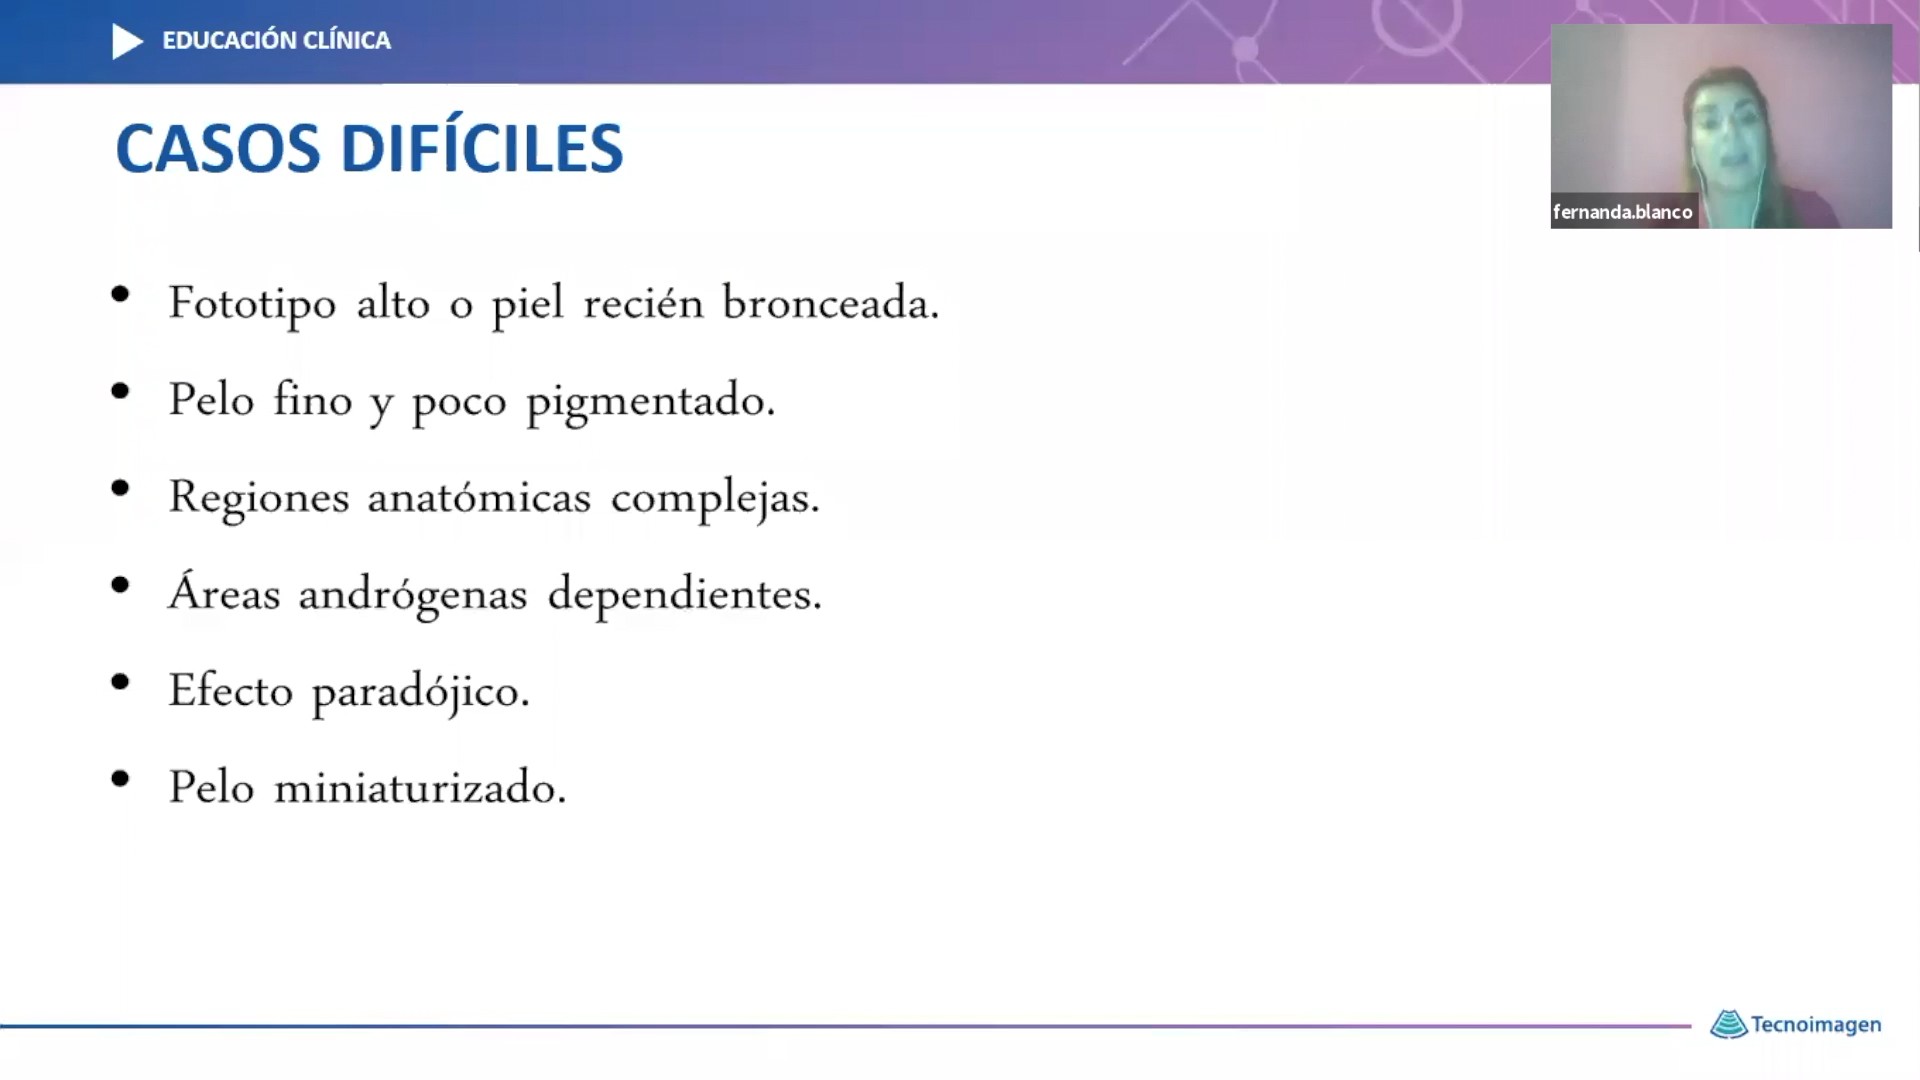 EDUCACIÓN CLÍNICA
CASOS DIFÍCILES
fernanda.blanco
• Fototipo alto o piel recién bronceada.
• Pelo fino y poco pigmentado.
• Regiones anatómicas complejas.
• Áreas andrógenas dependientes.
• Efecto paradójico.
• Pelo miniaturizado.
Tecnoimagen